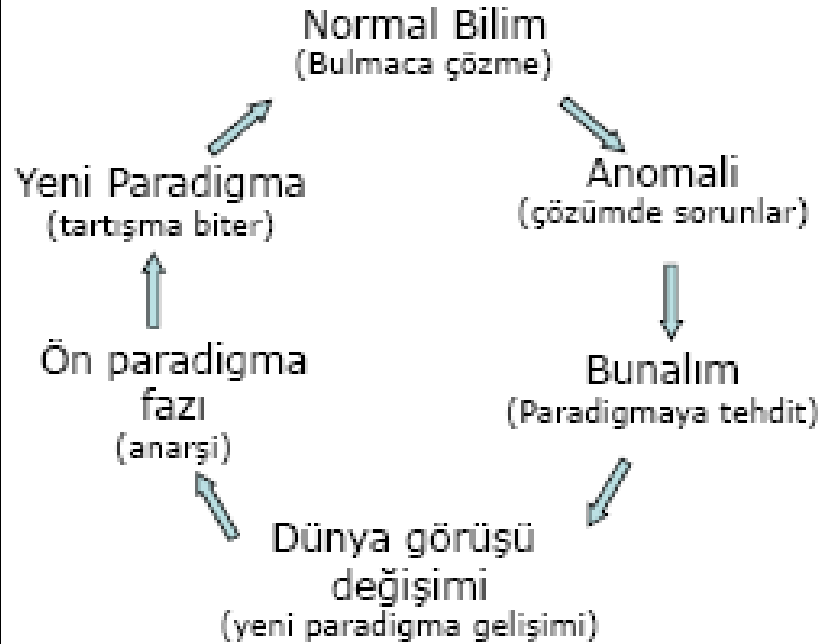 Normal Bilim
(Bulmaca çözme)
Anomali
(çözümde sorunlar)
Bunalım
(Paradigmaya tehdit)
Dünya görüşü
değişimi
(yeni paradigma gelişimi)
Ön paradigma
fazı
(anarşi)
Yeni Paradigma
(tartışma biter)